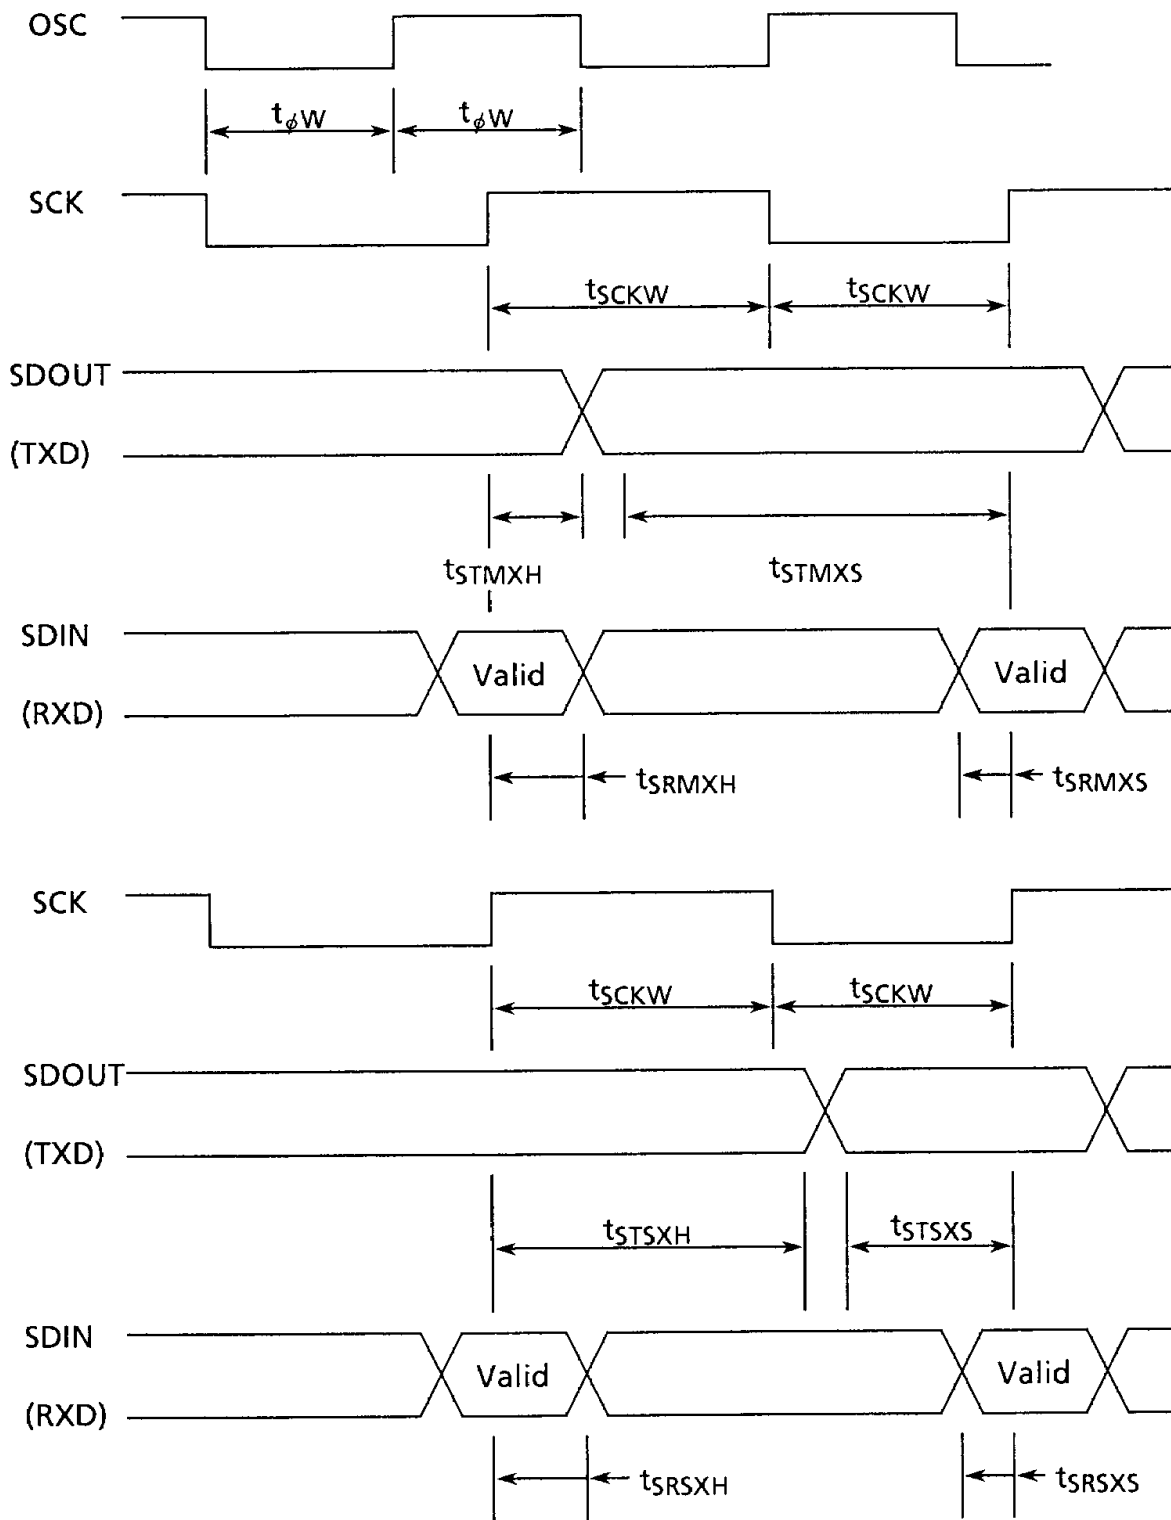 OSC
tφW tφW
SCK
tSCKW tSCKW
SDOUT
(TXD)
tSTMXH tSTMXS
SDIN
Valid Valid
(RXD)
tSRMXH tSRMXS
SCK
tSCKW tSCKW
SDOUT
(TXD)
tSTSXH tSTSXS
SDIN
Valid Valid
(RXD)
tSRSXH tSRSXS